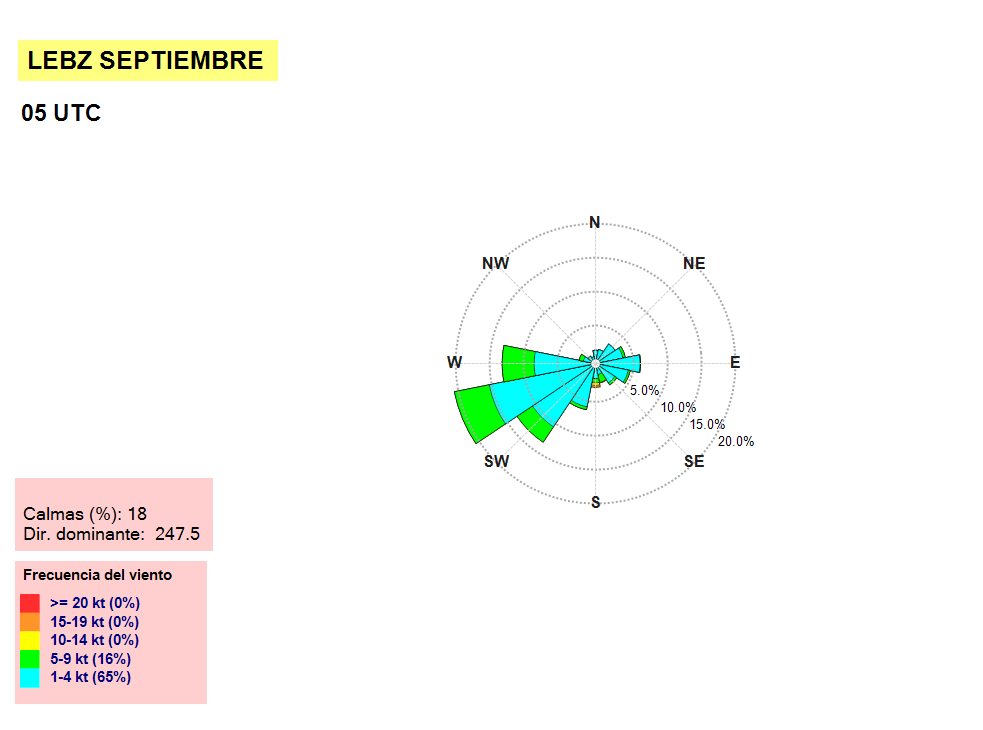 LEBZ SEPTIEMBRE
05 UTC
N
NW
NE
W
E
5.0%
10.0%
15.0%
20.0%
SW
SE
S
Calmas (%): 18
Dir. dominante: 247.5
Frecuencia del viento
>= 20 kt (0%)
15-19 kt (0%)
10-14 kt (0%)
5-9 kt (16%)
1-4 kt (65%)